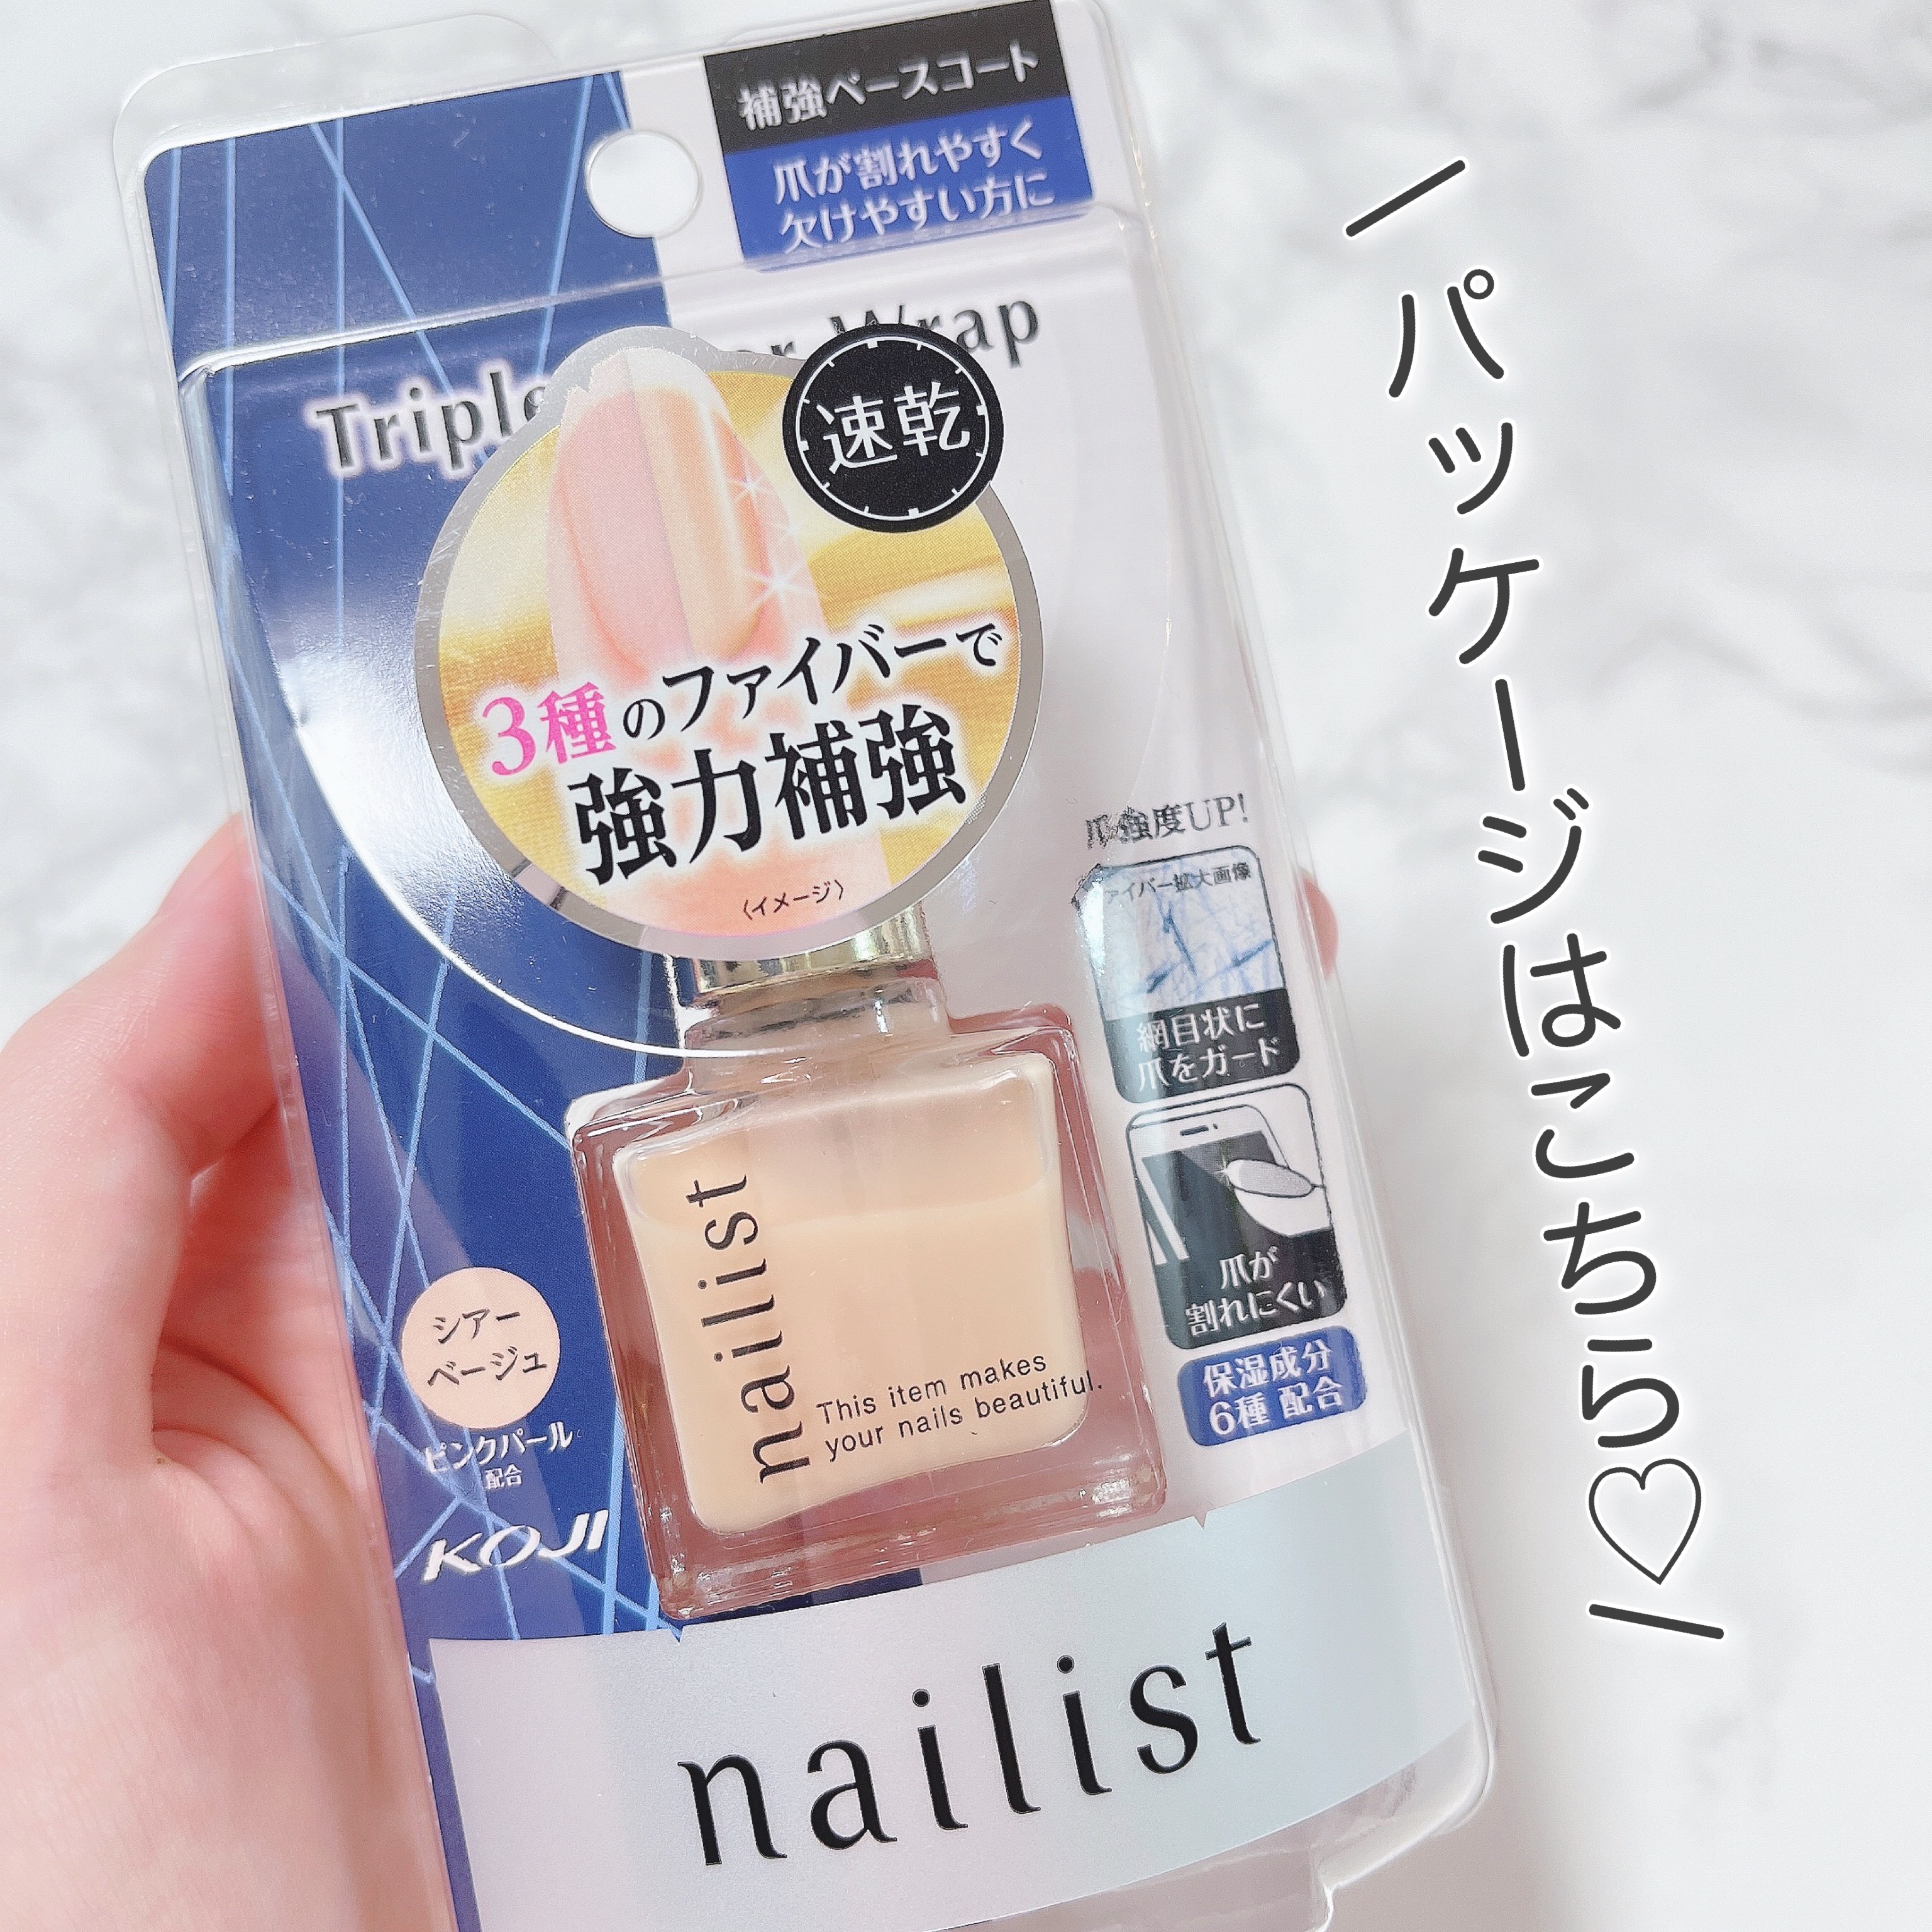 補強ベースコート
爪が割れやすく
欠けやすい方に
Wrap
速乾
3種のファイバーで
強力補強
〈イメージ〉
爪強度UP!
ファイバー拡大画像
網目状に
爪をガード
爪が
割れにくい
保湿成分
6種 配合
シアー
ベージュ
ピンクパール
配合
KOJI
nailist
This item makes
your nails beautiful.
nailist
パッケージはこちら♡